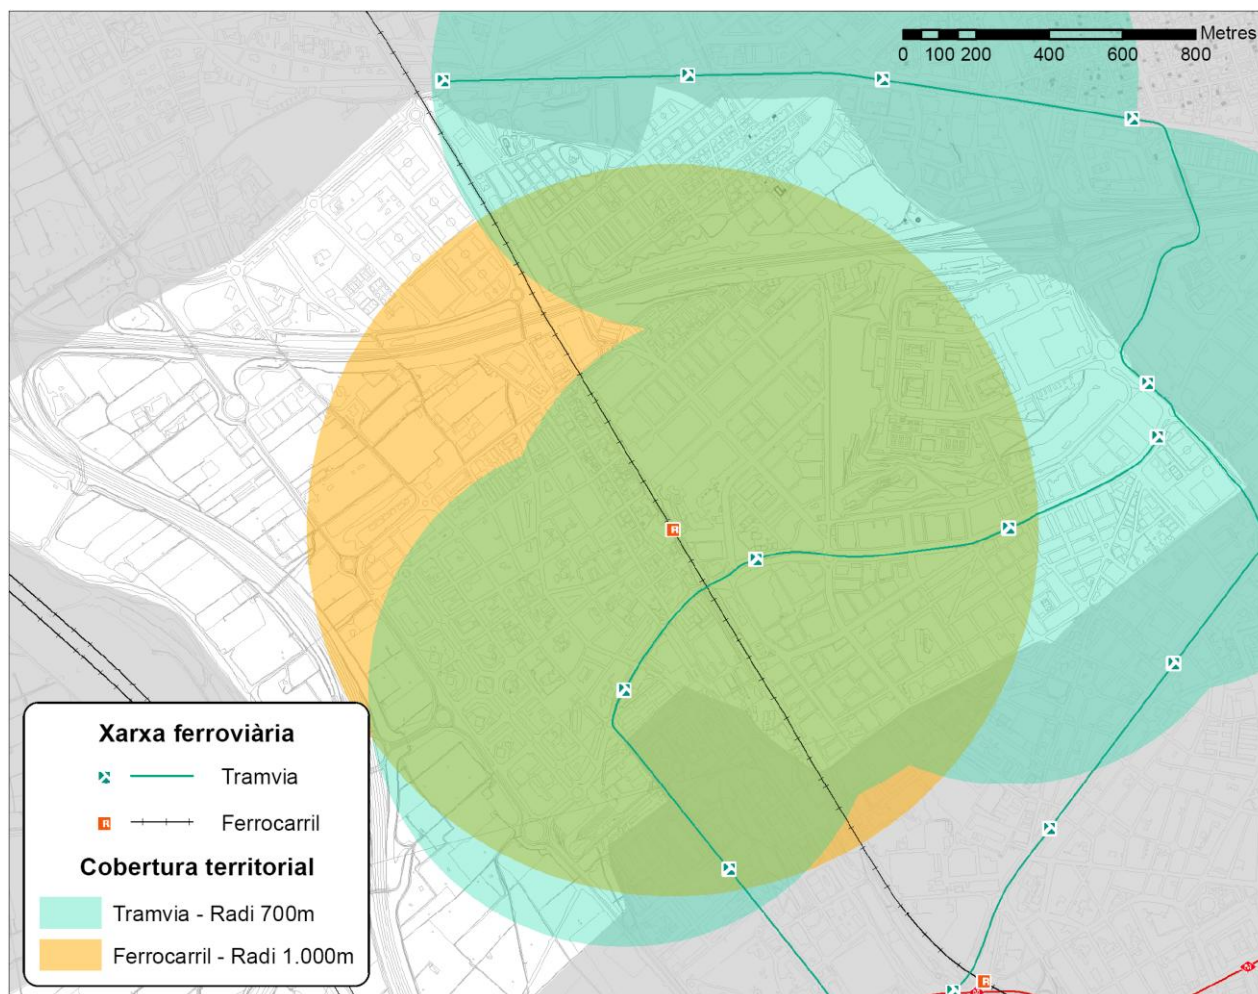 Metres
0 50 100 200 400 600 800
R
R
M
M
Xarxa ferroviària
Tramvia
R Ferrocarril
Cobertura territorial
Tramvia - Radi 700m
Ferrocarril - Radi 1.000m